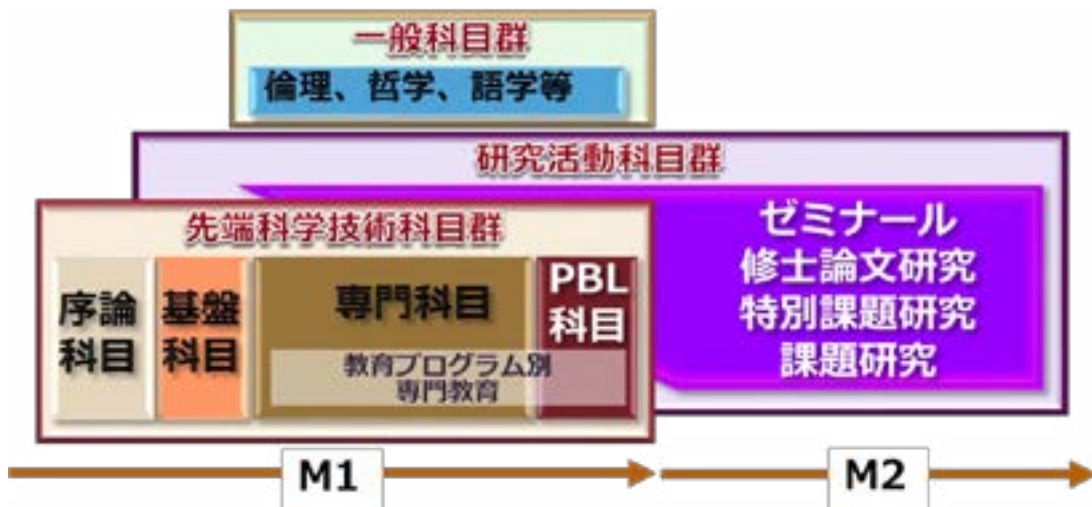 一般科目群
倫理、哲学、語学等
研究活動科目群
先端科学技術科目群
序論
科目
基盤
科目
専門科目
PBL
科目
教育プログラム別
専門教育
ゼミナール
修士論文研究
特別課題研究
課題研究
M1
M2